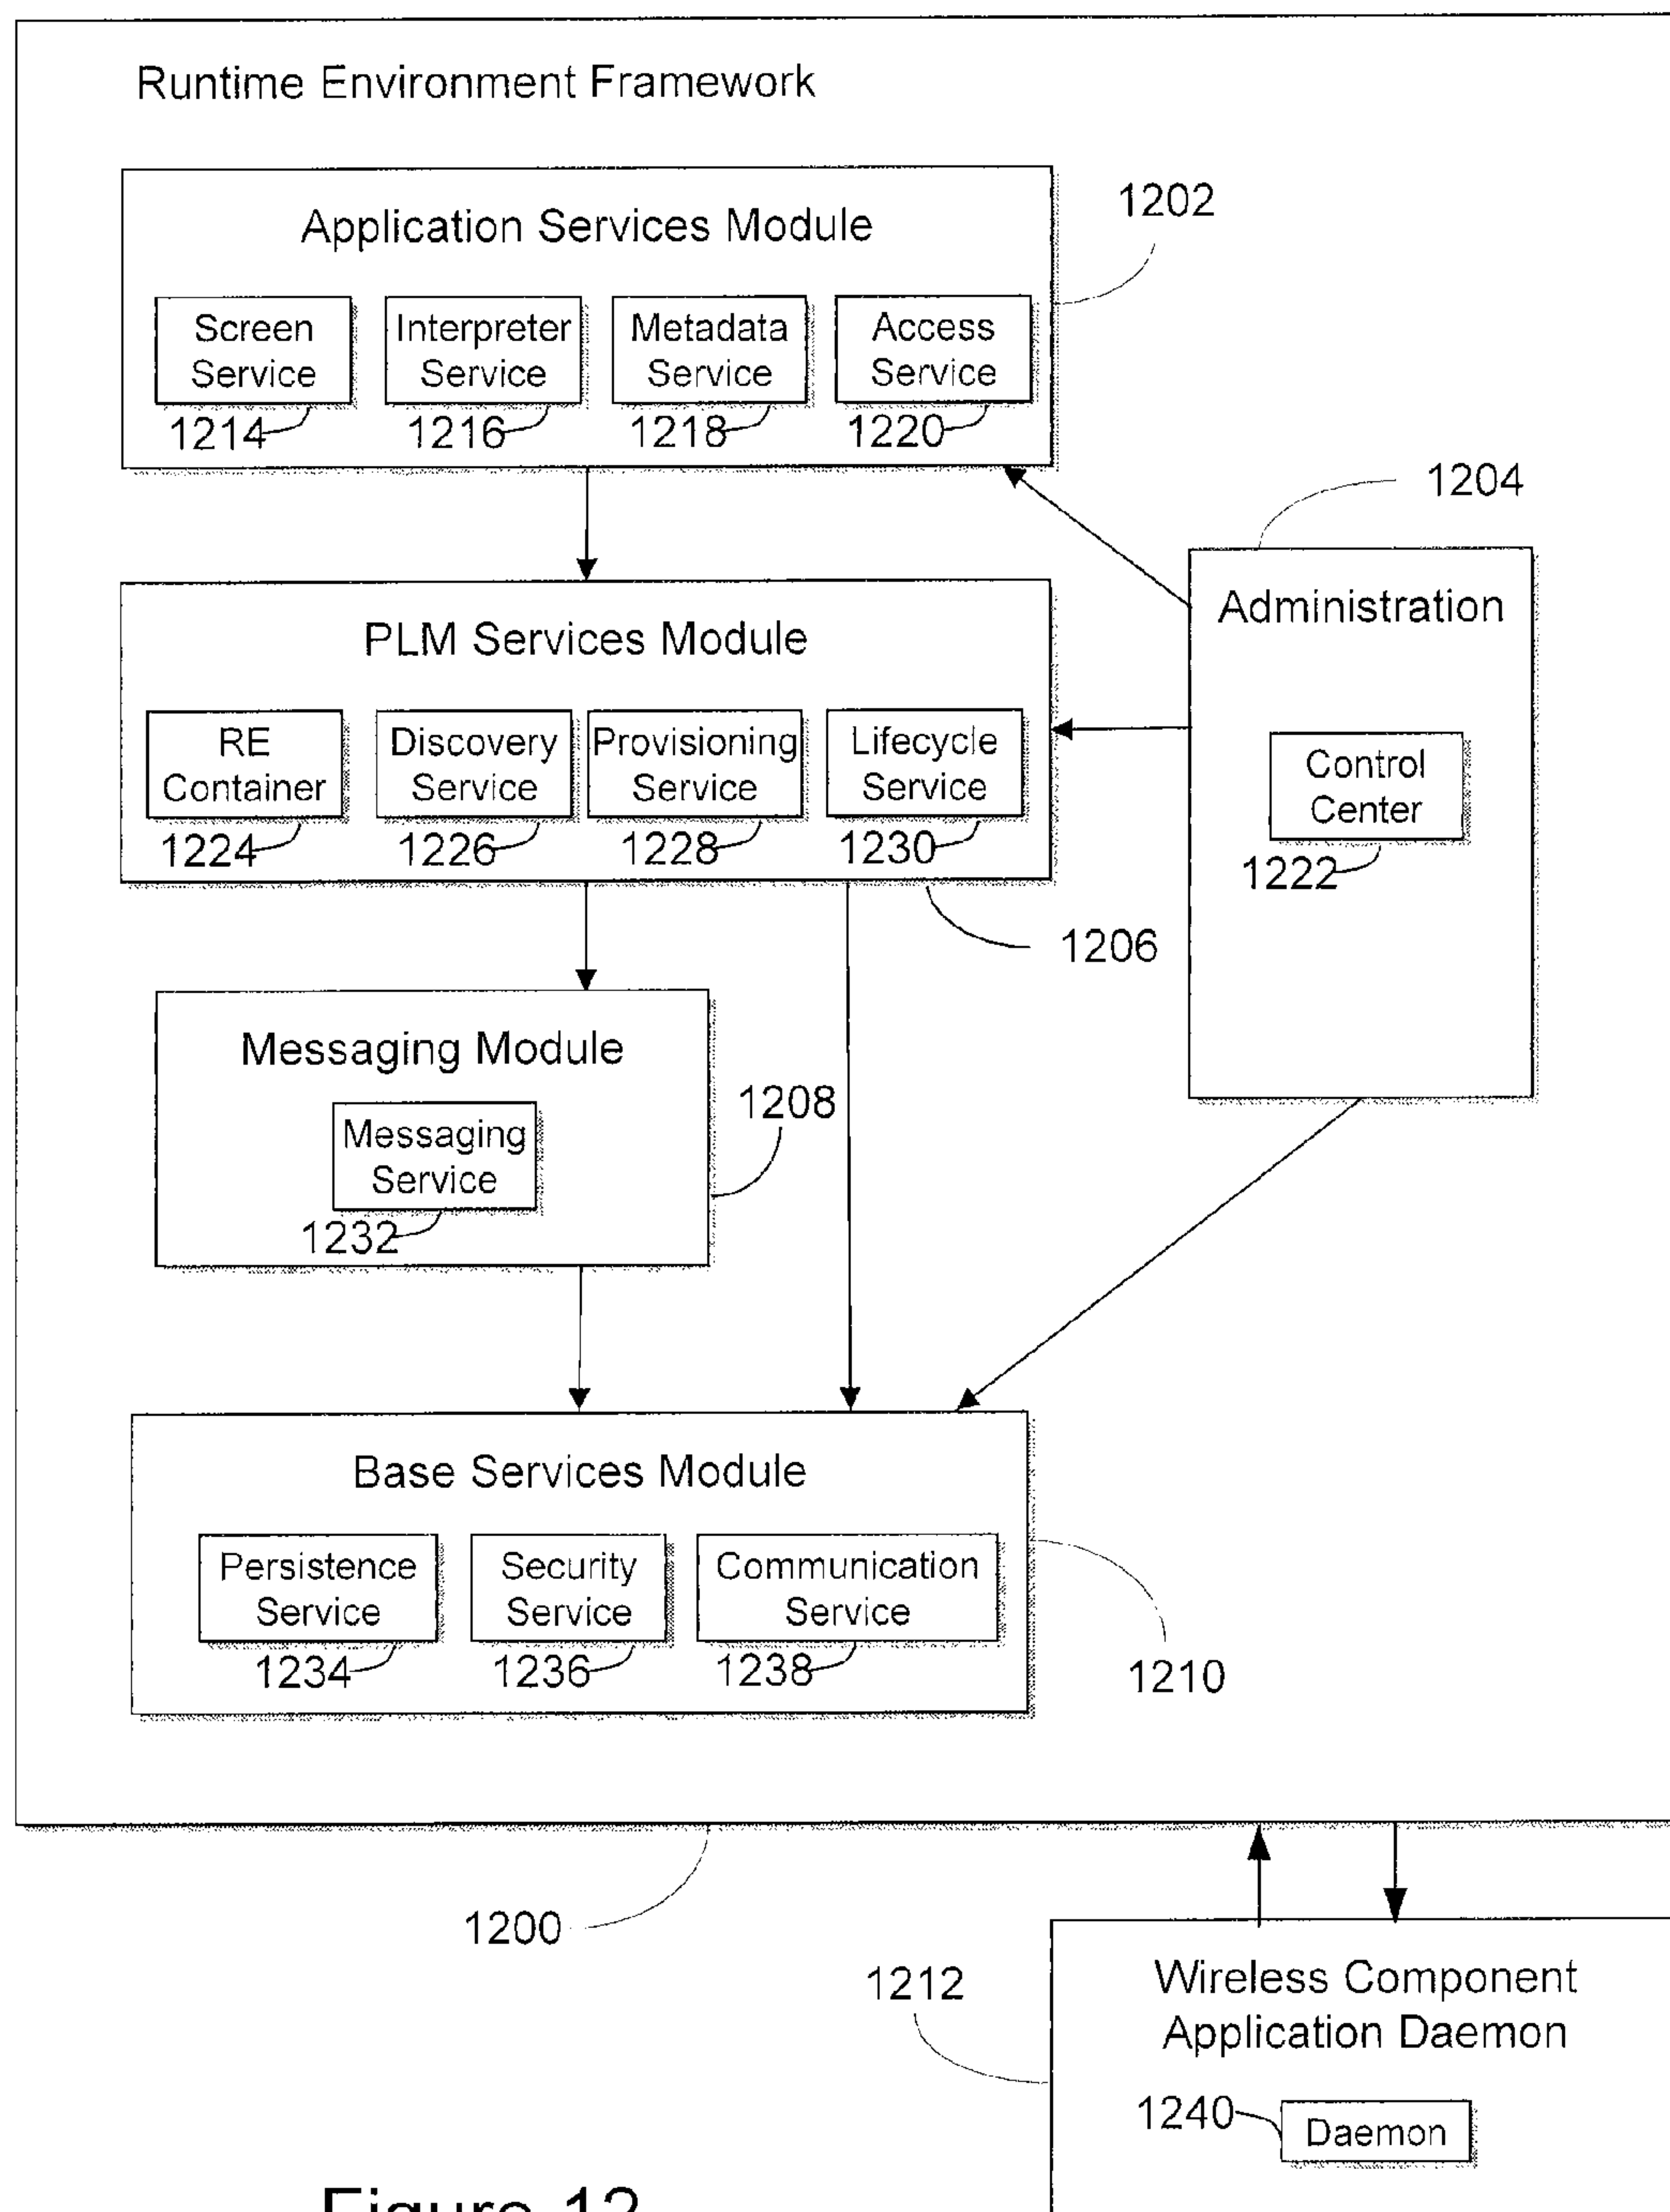 Runtime Environment Framework
Application Services Module
1202
Screen
Service
1214
Interpreter
Service
1216
Metadata
Service
1218
Access
Service
1220
1204
Administration
Control
Center
1222
PLM Services Module
RE
Container
1224
Discovery
Service
1226
Provisioning
Service
1228
Lifecycle
Service
1230
1206
Messaging Module
Messaging
Service
1232
1208
Base Services Module
Persistence
Service
1234
Security
Service
1236
Communication
Service
1238
1210
1200
1212
Wireless Component
Application Daemon
1240
Daemon
Figure 12